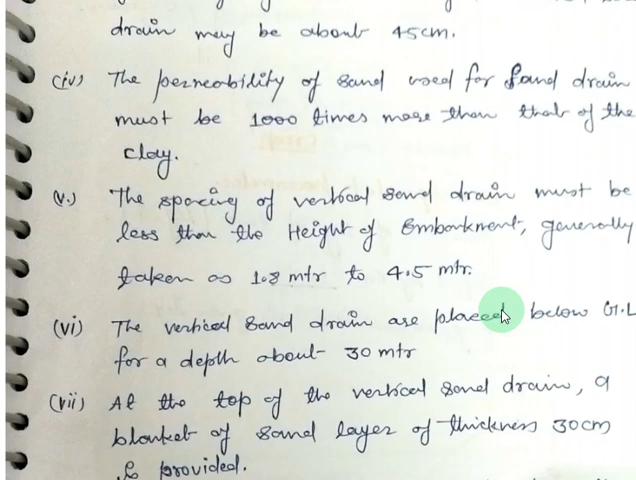 drain may be about 45cm.
(iv) The permeability of sand used for sand drain
must be 1000 times more than that of the
clay.
(v.) The spacing of vertical sand drain must be
less than the Height of Embankment, generally
taken as 1.8 mtr to 4.5 mtr.
(vi) The vertical sand drain are placed below G.L
for a depth about 30 mtr
(vii) At the top of the vertical sand drain, a
blanket of sand layer of thickness 30cm
is provided.